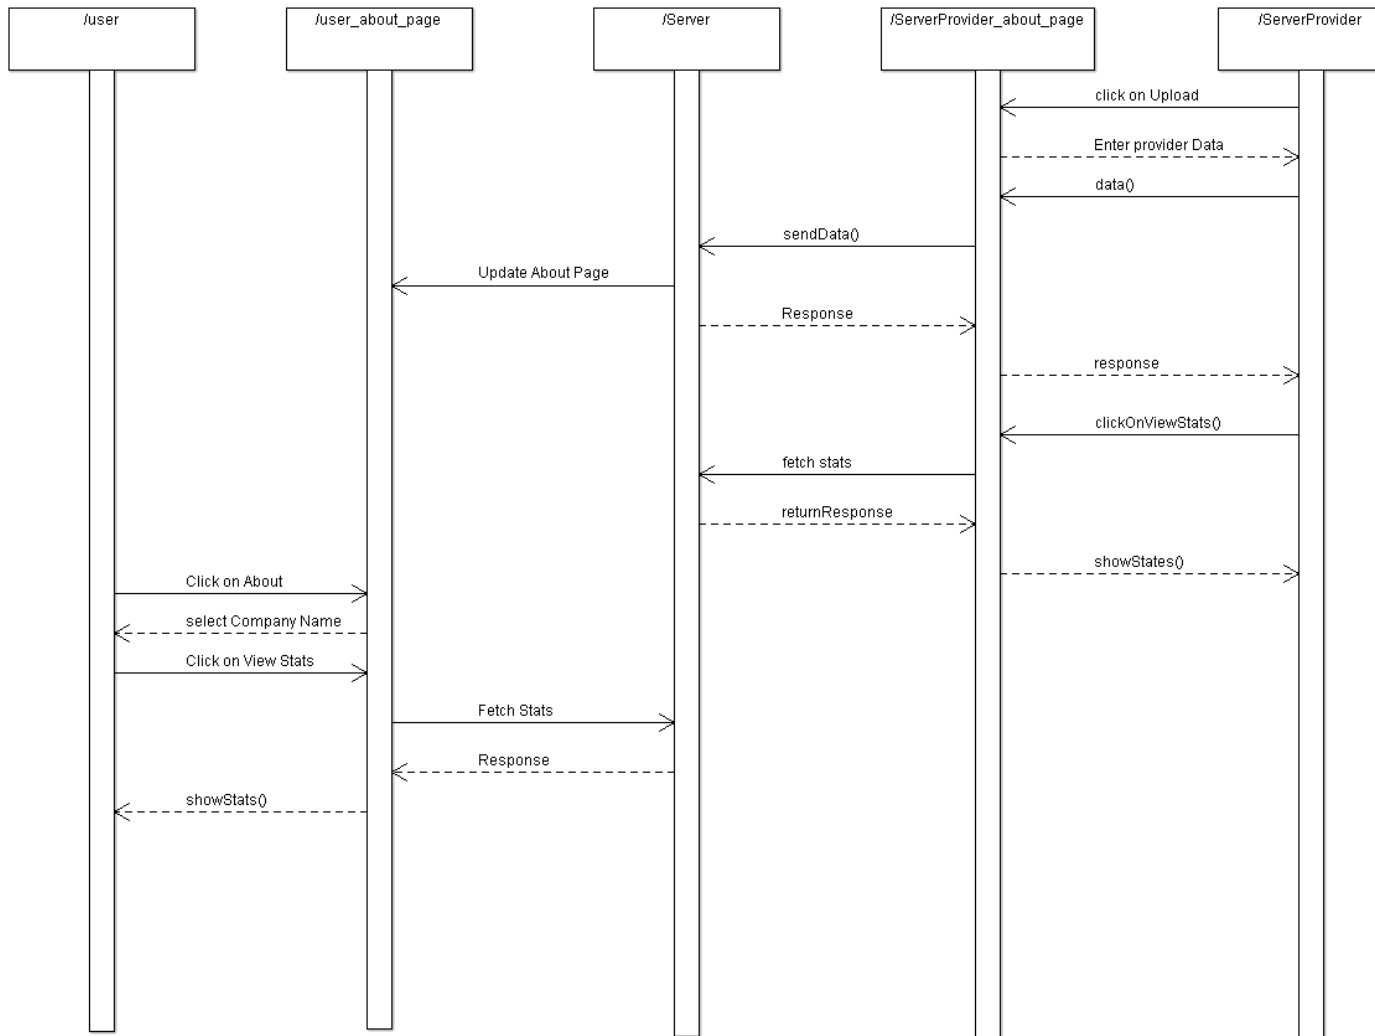 /user
/user_about_page
/Server
/ServerProvider_about_page
/ServerProvider
click on Upload
Enter provider Data
data()
sendData()
Update About Page
Response
response
clickOnViewStats()
fetch stats
returnResponse
showStates()
Click on About
select Company Name
Click on View Stats
Fetch Stats
Response
showStats()